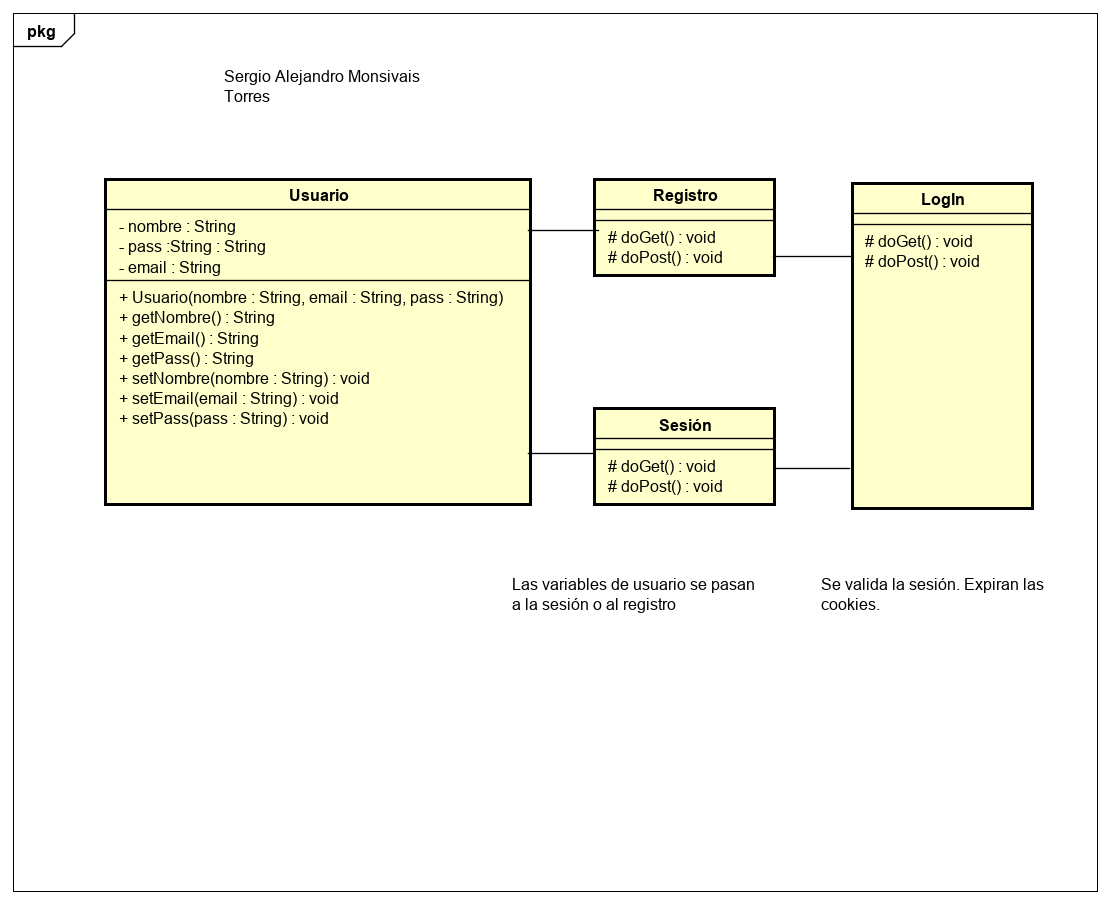 pkg
Sergio Alejandro Monsivais
Torres
Usuario
- nombre : String
- pass :String : String
- email : String
+ Usuario(nombre : String, email : String, pass : String)
+ getNombre() : String
+ getEmail() : String
+ getPass() : String
+ setNombre(nombre : String) : void
+ setEmail(email : String) : void
+ setPass(pass : String) : void
Registro
# doGet() : void
# doPost() : void
LogIn
# doGet() : void
# doPost() : void
Sesión
# doGet() : void
# doPost() : void
Las variables de usuario se pasan
a la sesión o al registro
Se valida la sesión. Expiran las
cookies.